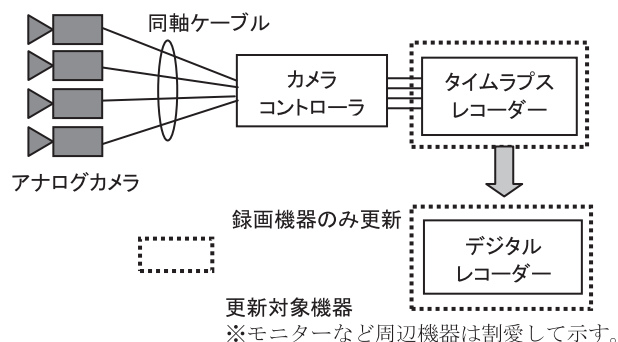 同軸ケーブル
カメラ
コントローラ
タイムラプス
レコーダー
アナログカメラ
録画機器のみ更新
デジタル
レコーダー
更新対象機器
※モニターなど周辺機器は割愛して示す。